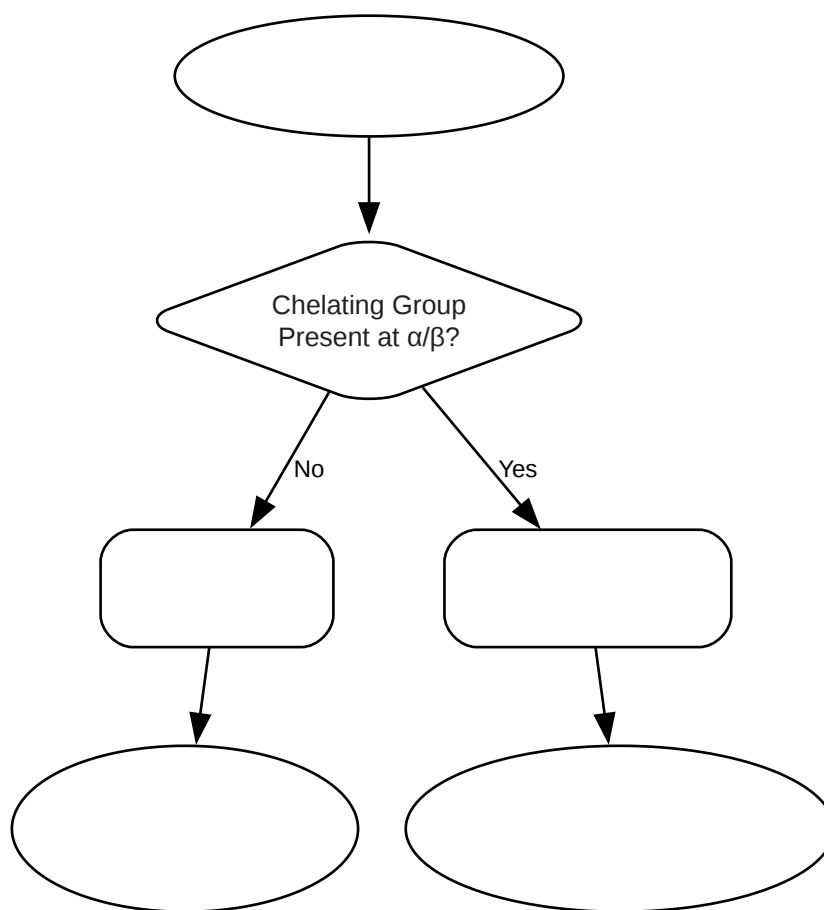 Chelating Group
Present at α/β?
No
Yes